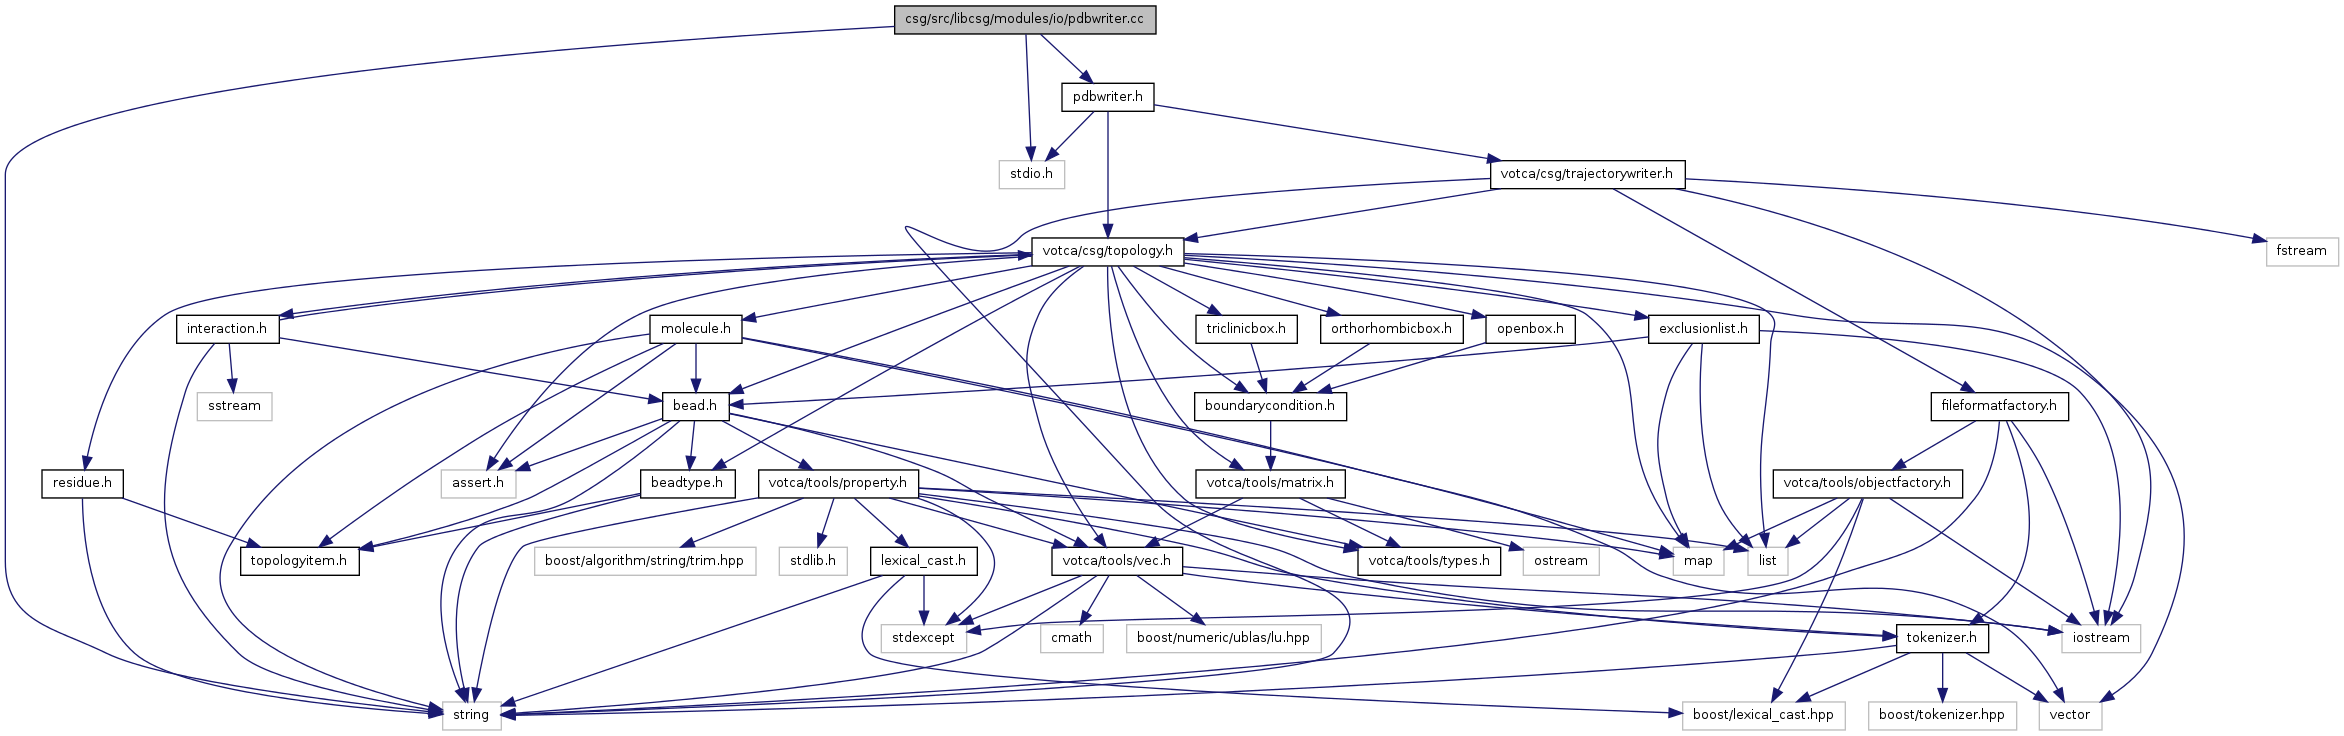 csg/src/libcsg/modules/io/pdbwriter.cc
pdbwriter.h
stdio.h
votca/csg/trajectorywriter.h
votca/csg/topology.h
fstream
interaction.h
molecule.h
triclinicbox.h
orthorhombicbox.h
openbox.h
exclusionlist.h
sstream
bead.h
boundarycondition.h
fileformatfactory.h
residue.h
assert.h
beadtype.h
votca/tools/property.h
votca/tools/matrix.h
votca/tools/objectfactory.h
topologyitem.h
boost/algorithm/string/trim.hpp
stdlib.h
lexical_cast.h
votca/tools/vec.h
votca/tools/types.h
ostream
map
list
stdexcept
cmath
boost/numeric/ublas/lu.hpp
tokenizer.h
iostream
string
boost/lexical_cast.hpp
boost/tokenizer.hpp
vector